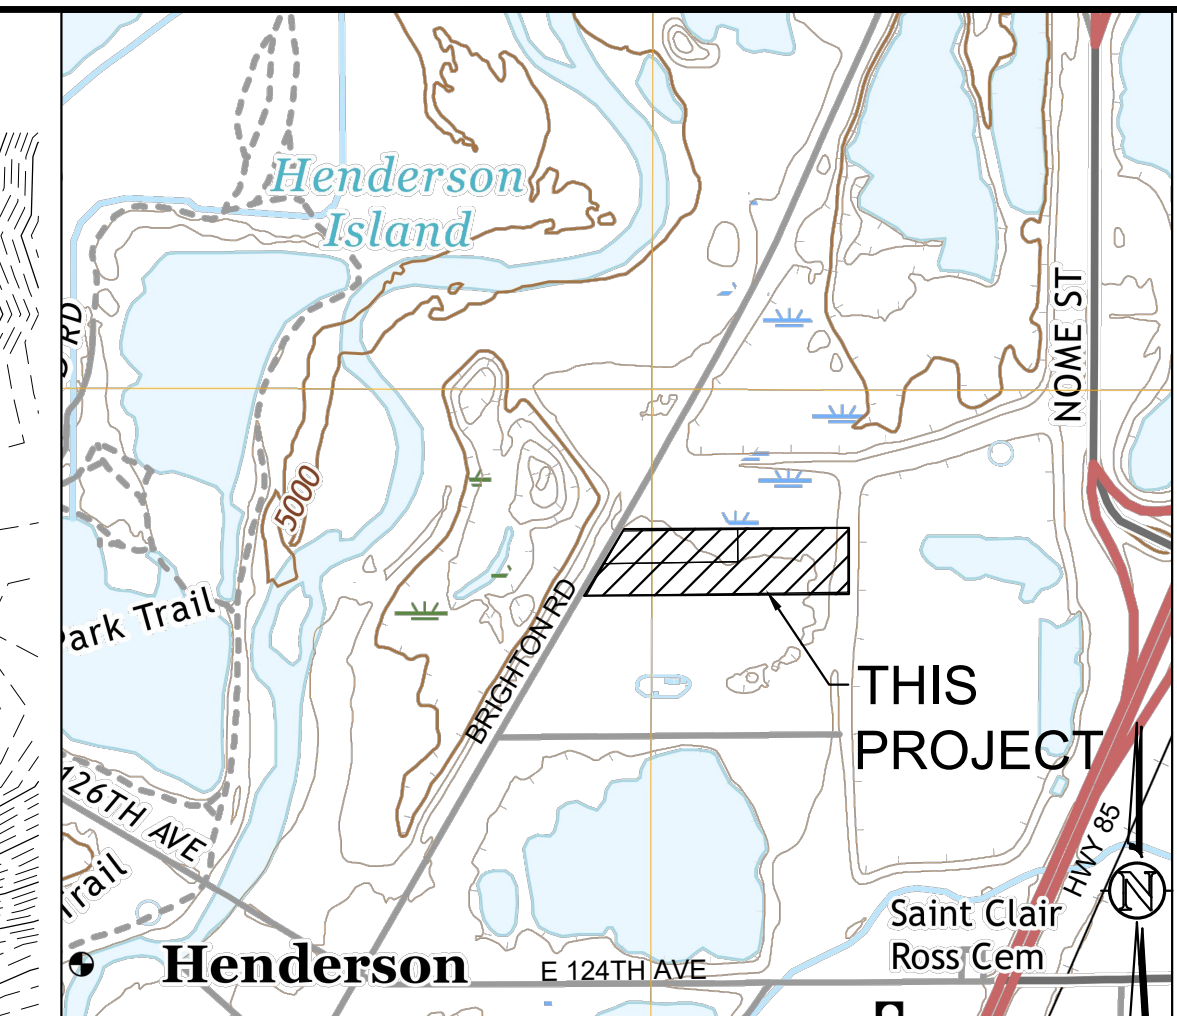 Henderson
Island
RD
NOME ST
5000
Park Trail
BRIGHTON RD
THIS
PROJECT
126TH AVE
Trail
HWY 85
N
Saint Clair
Ross Cem
Henderson
E 124TH AVE